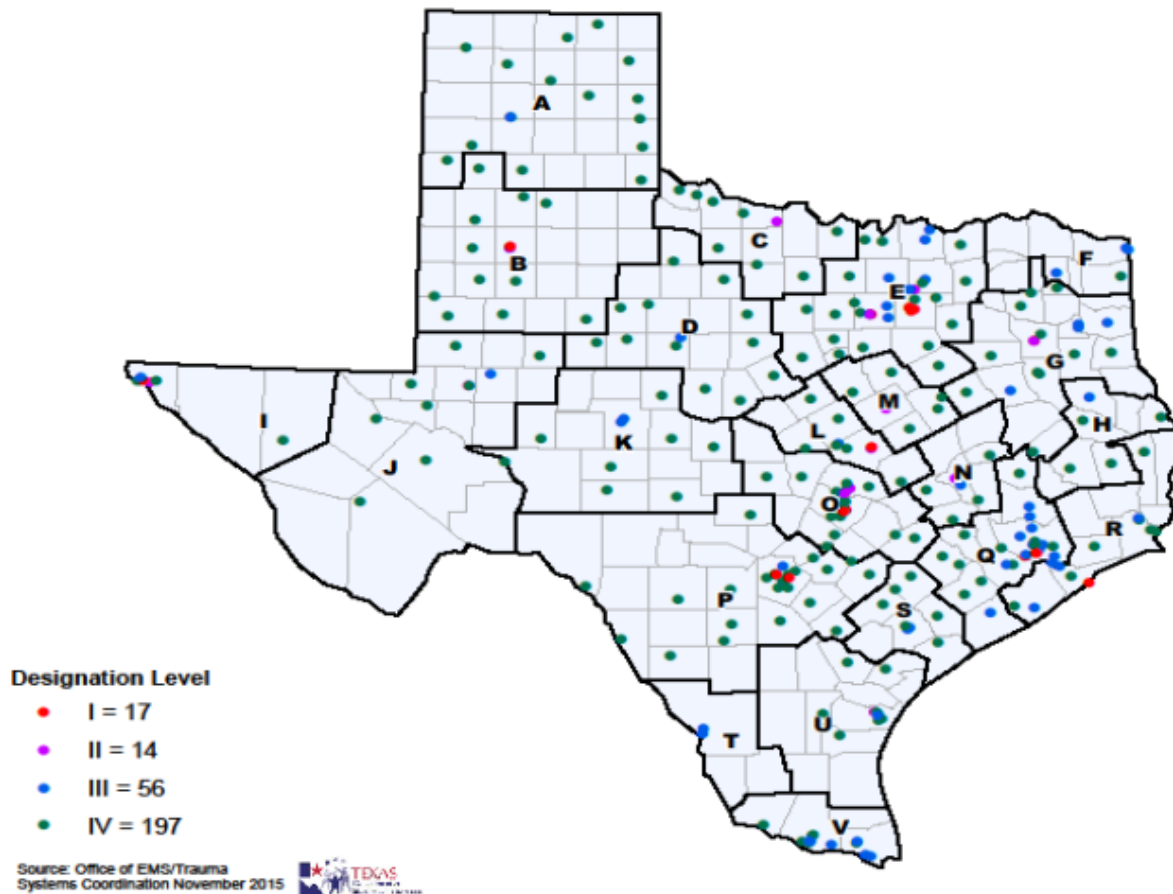 A
B
C
D
E
F
G
H
I
J
K
L
M
N
O
P
Q
R
S
T
U
V
Designation Level
I = 17
II = 14
III = 56
IV = 197
Source: Office of EMS/Trauma
Systems Coordination November 2015
TEXAS